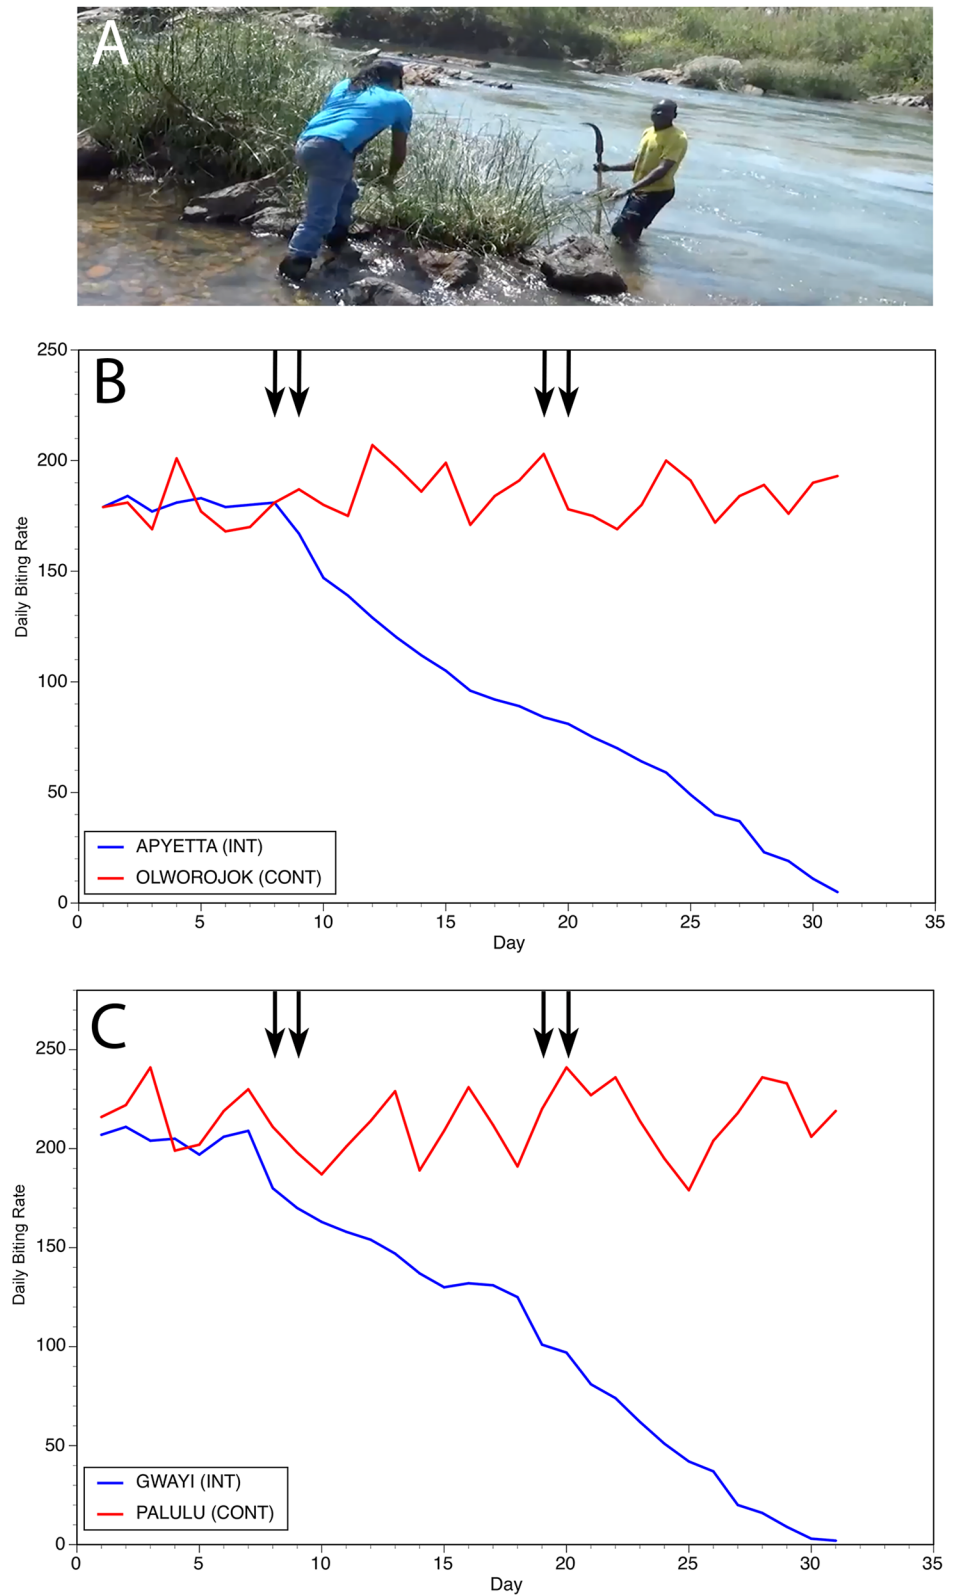 A
B
250
200
150
100
50
0
Daily Biting Rate
APYETTA (INT)
OLWOROJOK (CONT)
0 5 10 15 20 25 30 35
Day
C
250
200
150
100
50
0
Daily Biting Rate
GWAYI (INT)
PALULU (CONT)
0 5 10 15 20 25 30 35
Day